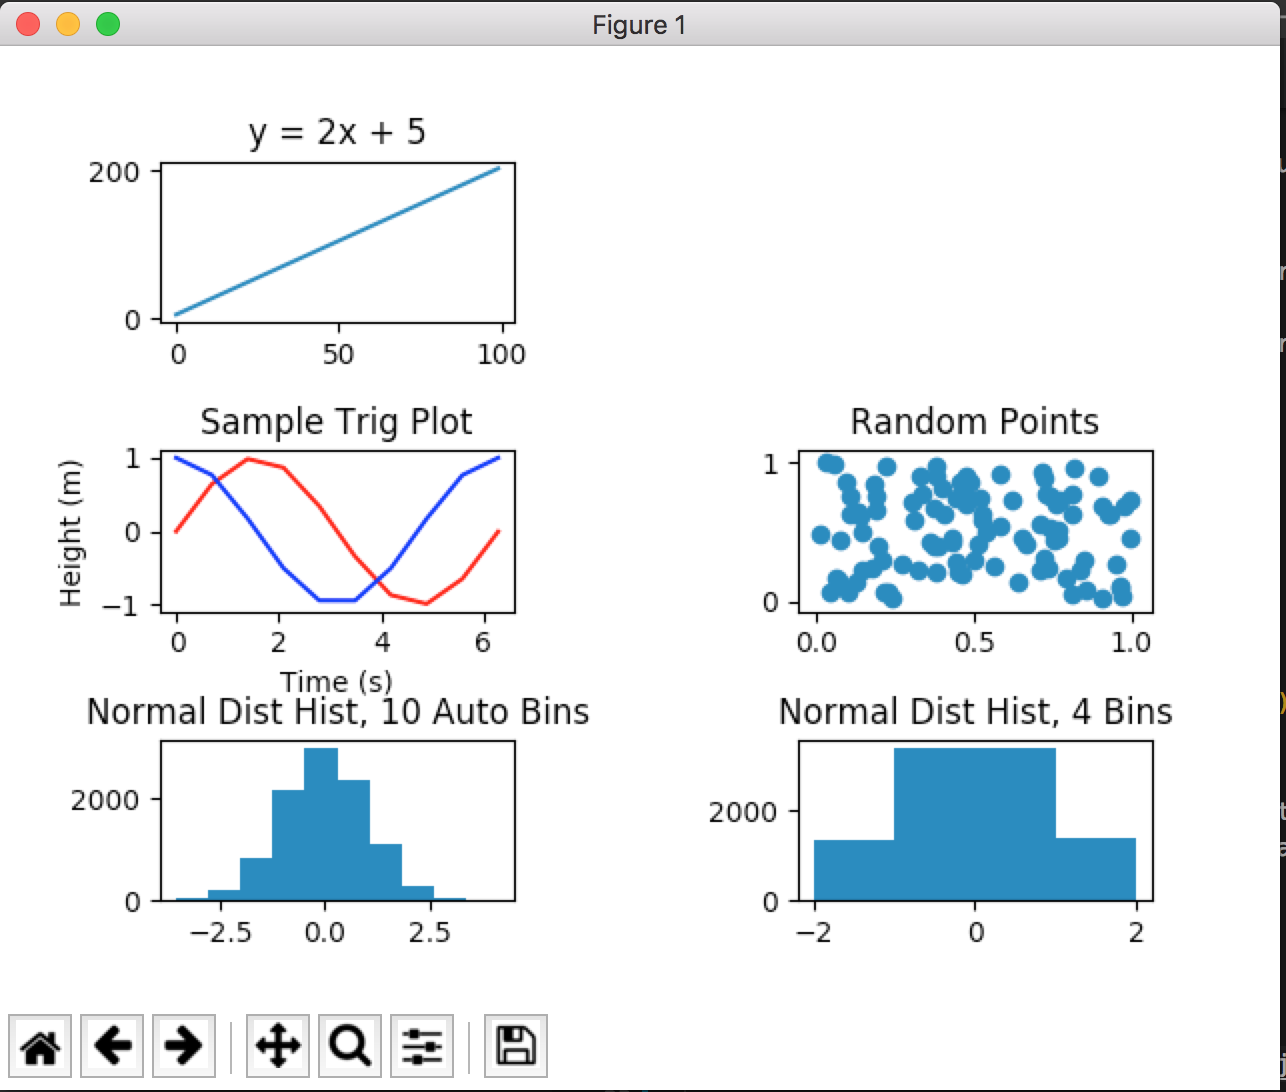 Figure 1
y = 2x + 5
200
0
0 50 100
Sample Trig Plot
Height (m)
1
0
−1
0 2 4 6
Time (s)
Random Points
1
0
0.0 0.5 1.0
Normal Dist Hist, 10 Auto Bins
2000
0
−2.5 0.0 2.5
Normal Dist Hist, 4 Bins
2000
0
−2 0 2